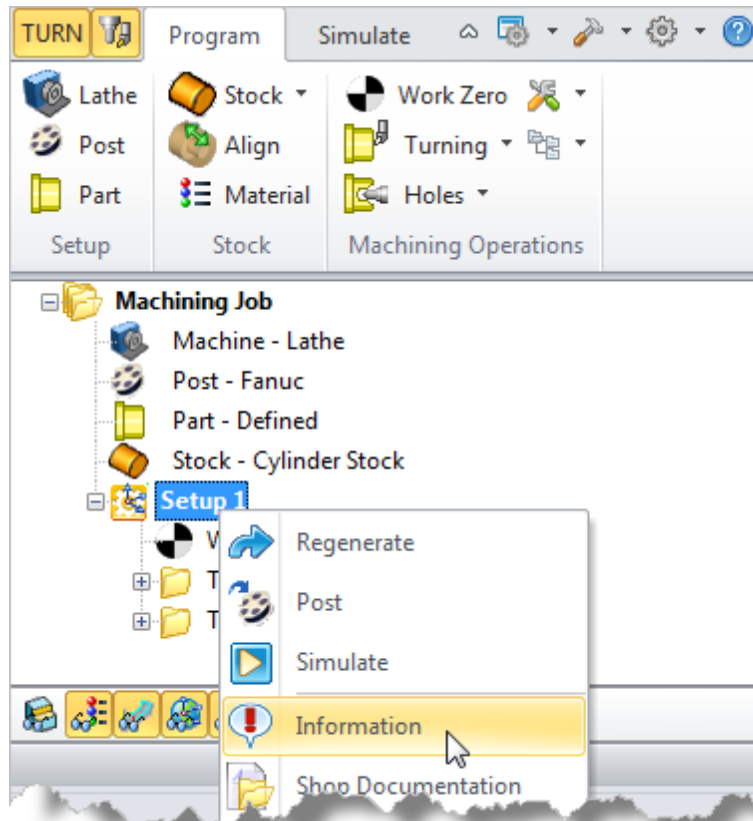 TURN Program Simulate
Lathe Stock Work Zero
Post Align Turning
Part Material Holes
Setup Stock Machining Operations
Machining Job
Machine - Lathe
Post - Fanuc
Part - Defined
Stock - Cylinder Stock
Setup 1
Regenerate
Post
Simulate
Information
Shop Documentation